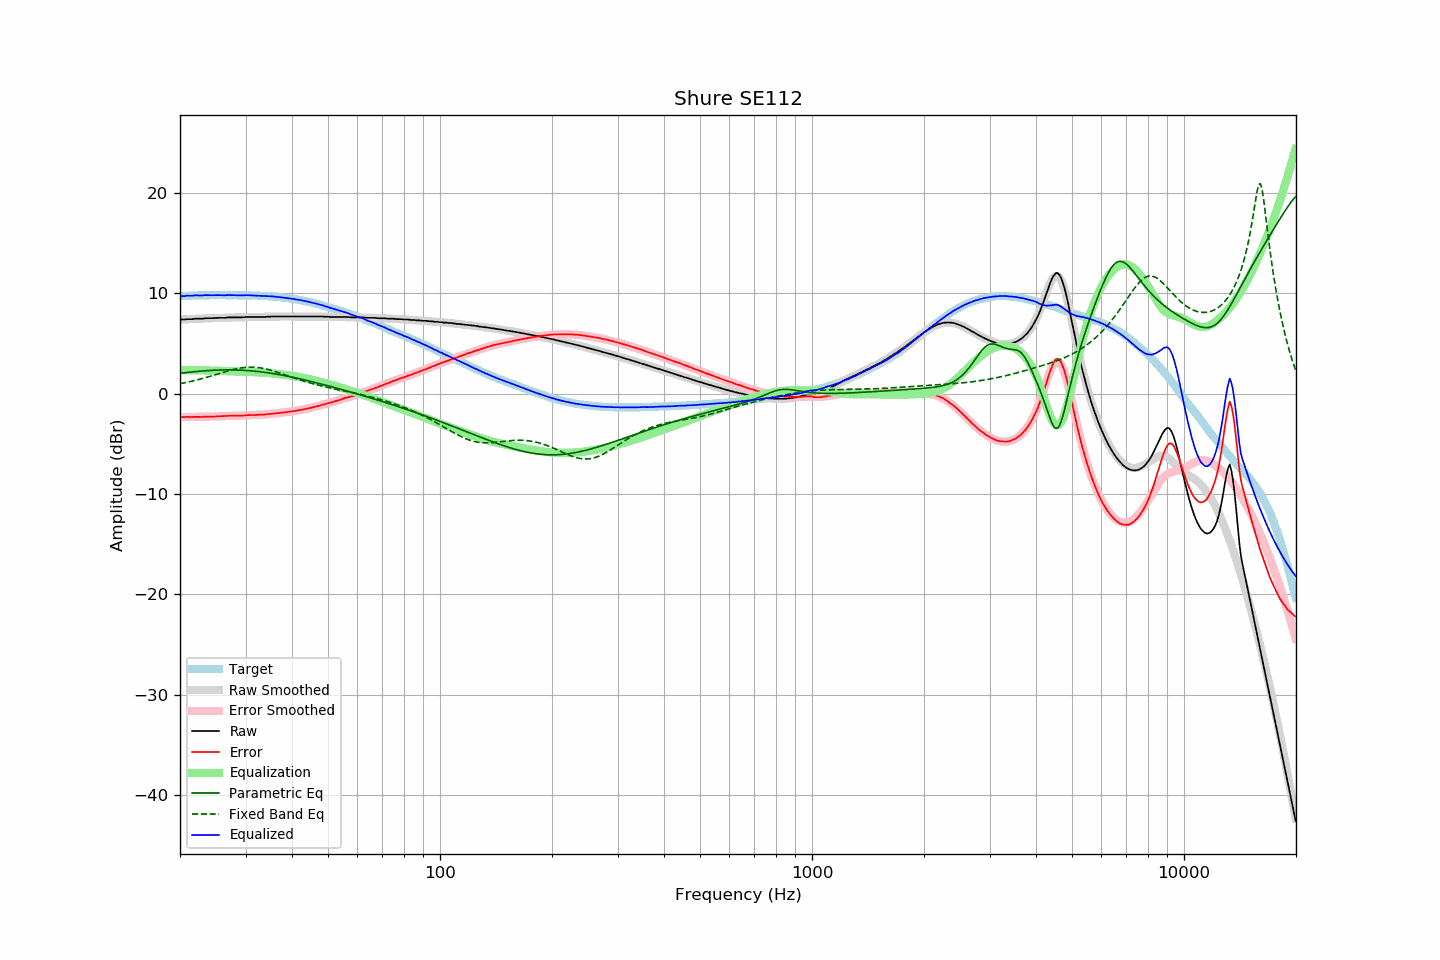 Shure SE112
Amplitude (dBr)
20
10
0
−10
−20
−30
−40
Target
Raw Smoothed
Error Smoothed
Raw
Error
Equalization
Parametric Eq
Fixed Band Eq
Equalized
100
1000
10000
Frequency (Hz)